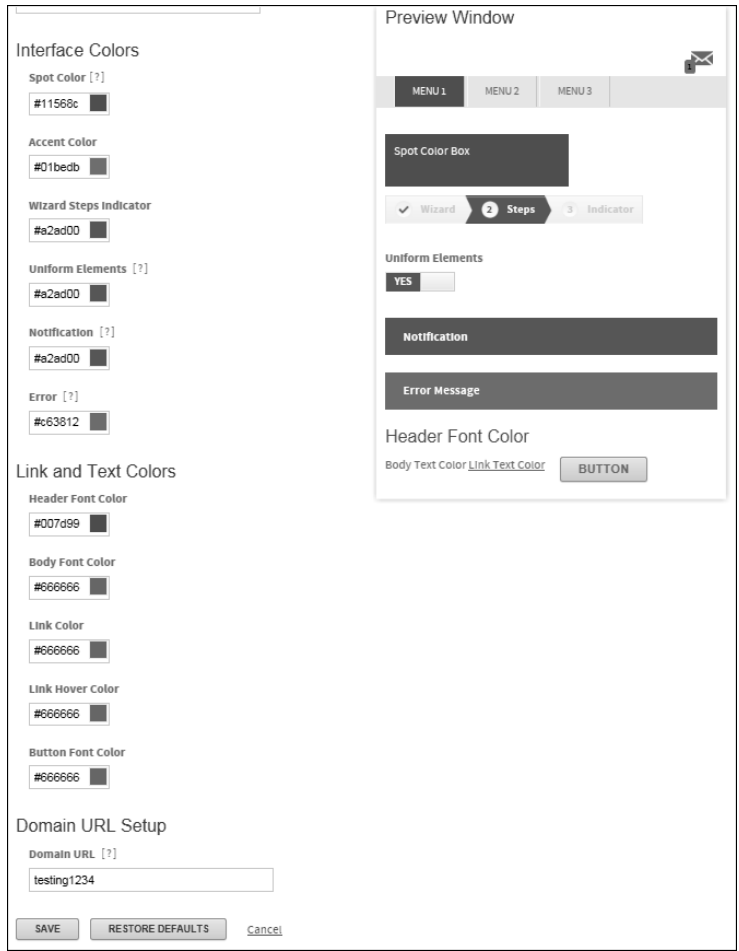 Interface Colors
Spot Color [?]
#11568c
Accent Color
#01bedb
Wizard Steps Indicator
#a2ad00
Uniform Elements [?]
#a2ad00
Notification [?]
#a2ad00
Error [?]
#c63812
Link and Text Colors
Header Font Color
#007d99
Body Font Color
#666666
Link Color
#666666
Link Hover Color
#666666
Button Font Color
#666666
Domain URL Setup
Domain URL [?]
testing1234
SAVE RESTORE DEFAULTS Cancel
Preview Window
1
MENU 1 MENU 2 MENU 3
Spot Color Box
Wizard 2 Steps 3 Indicator
Uniform Elements
YES
Notification
Error Message
Header Font Color
Body Text Color Link Text Color BUTTON